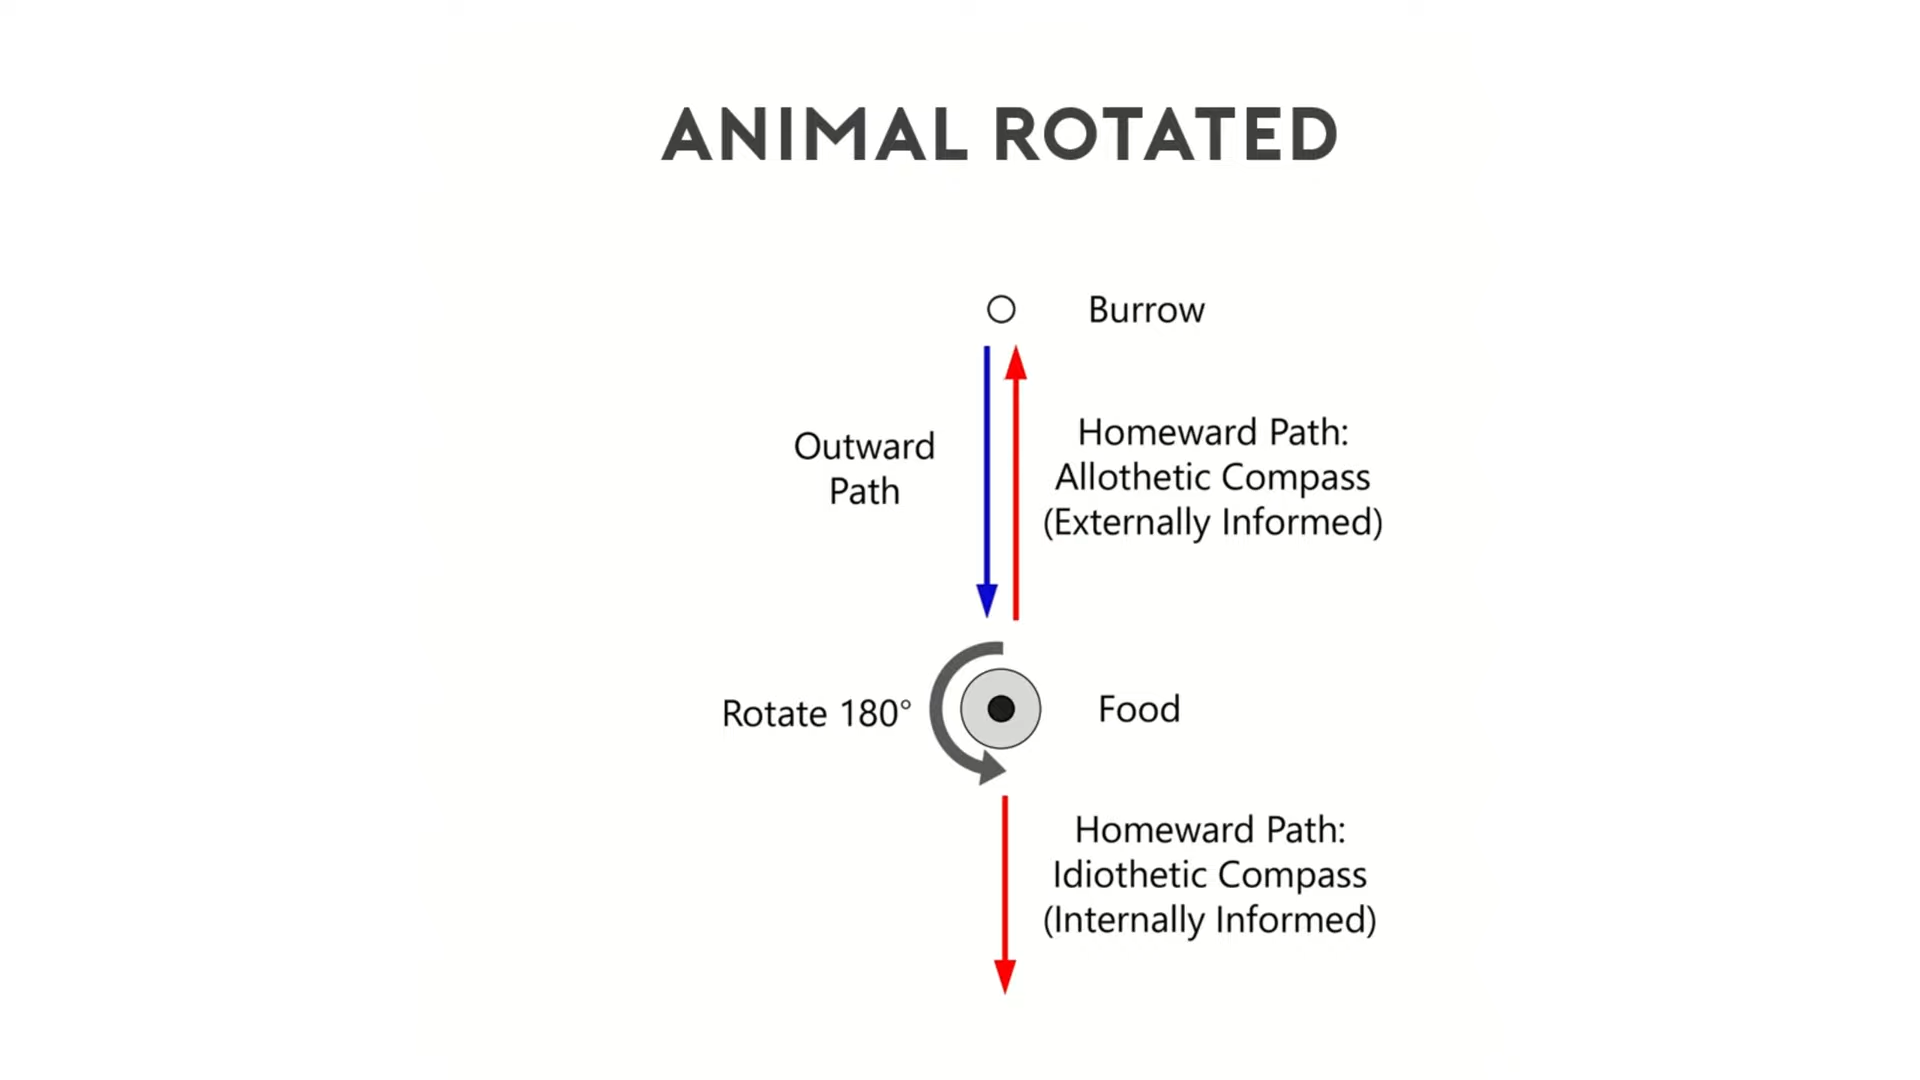 ANIMAL ROTATED
Burrow
Outward
Path
Homeward Path:
Allothetic Compass
(Externally Informed)
Rotate 180°
Food
Homeward Path:
Idiothetic Compass
(Internally Informed)